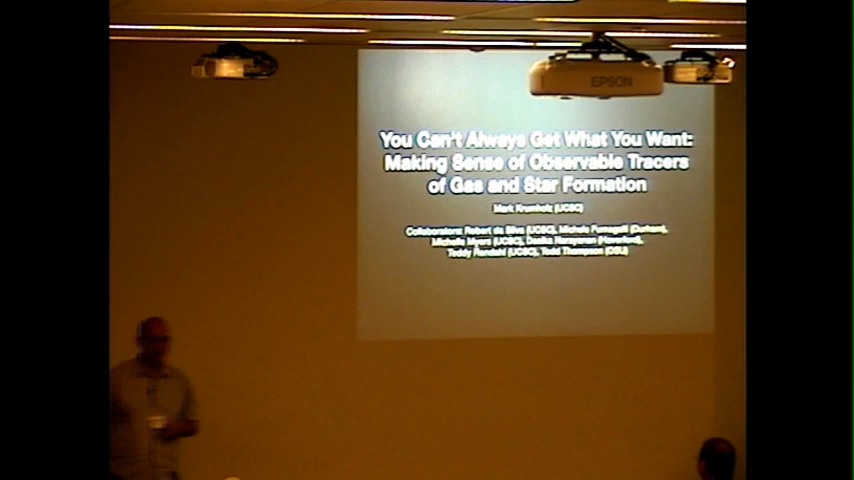 EPSON
You Can't Always Get What You Want:
Making Sense of Observable Tracers
of Gas and Star Formation
Mark Krumholz (UCSC)
Collaborators: Robert da Silva (UCSC), Michele Fumagalli (Durham),
Michelle Myers (UCSC), Desika Narayanan (Haverford),
Teddy Rendahl (UCSC), Todd Thompson (OSU)